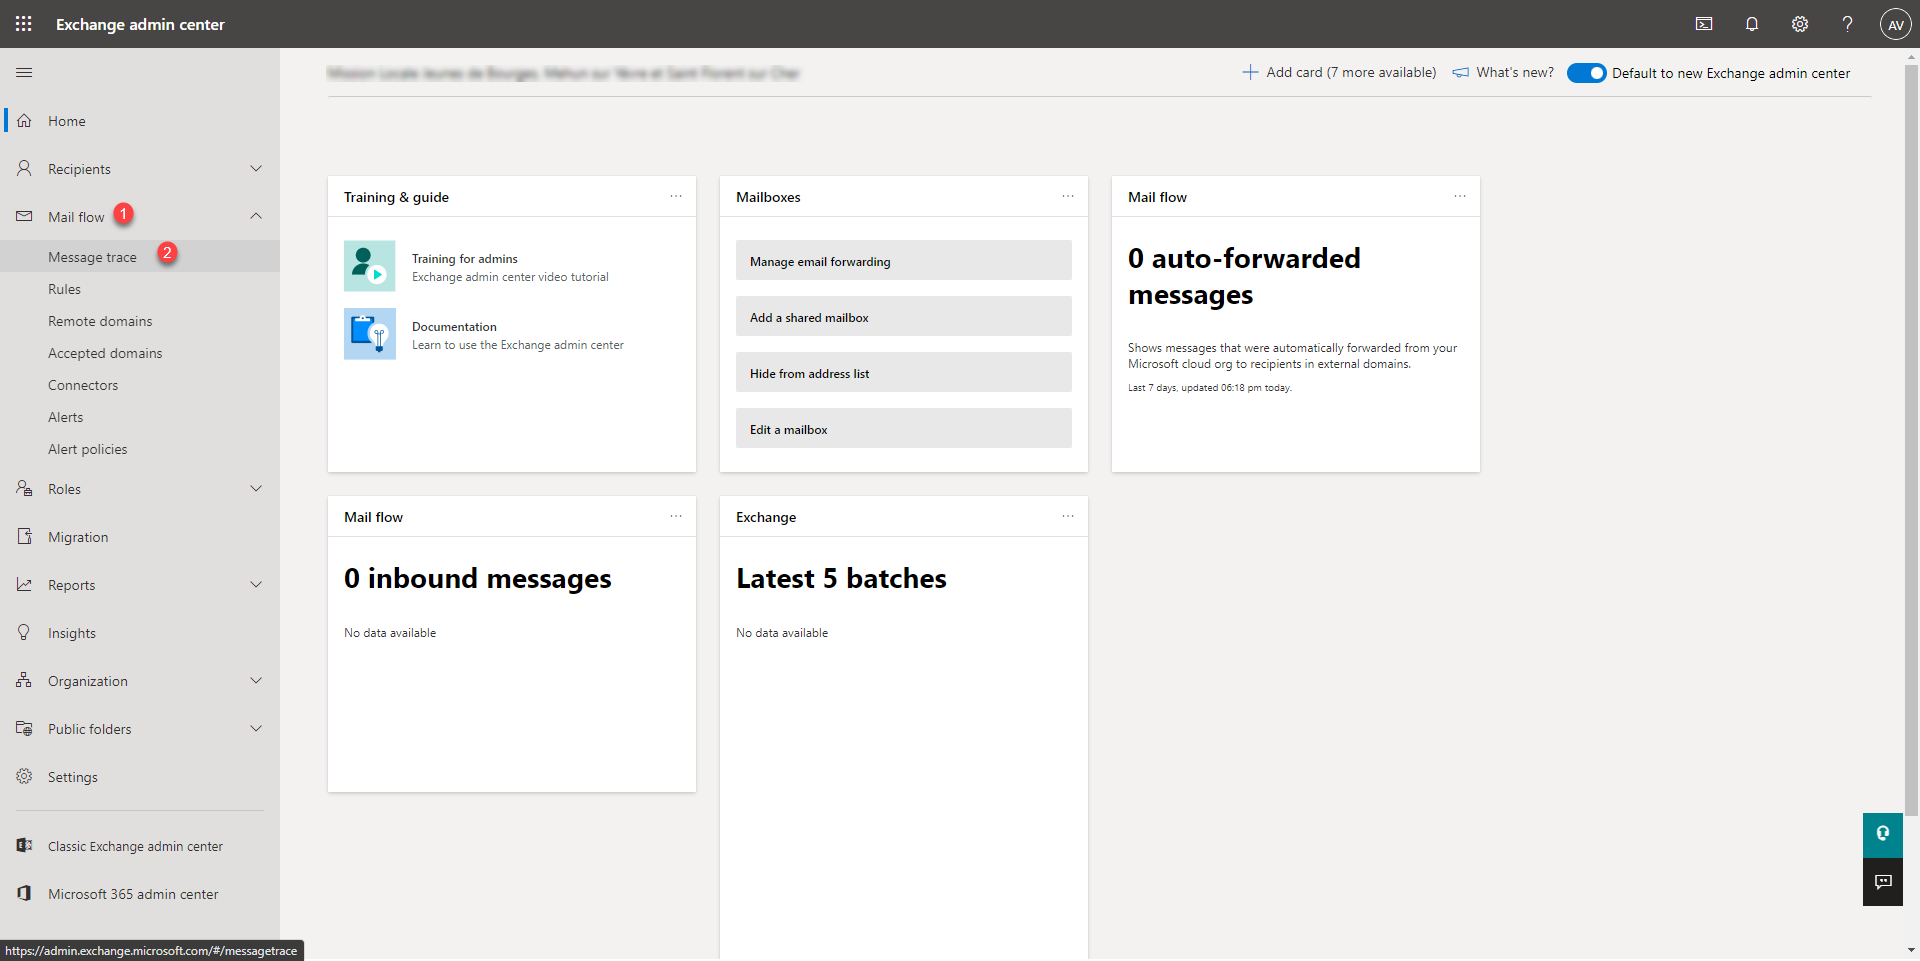 Exchange admin center
AV
Add card (7 more available)
What's new?
Default to new Exchange admin center
Home
Recipients
Mail flow
1
Message trace
2
Rules
Remote domains
Accepted domains
Connectors
Alerts
Alert policies
Roles
Migration
Reports
Insights
Organization
Public folders
Settings
Classic Exchange admin center
Microsoft 365 admin center
https://admin.exchange.microsoft.com/#/messagetrace
Training & guide
Training for admins
Exchange admin center video tutorial
Documentation
Learn to use the Exchange admin center
Mailboxes
Manage email forwarding
Add a shared mailbox
Hide from address list
Edit a mailbox
Mail flow
0 auto-forwarded
messages
Shows messages that were automatically forwarded from your
Microsoft cloud org to recipients in external domains.
Last 7 days, updated 06:18 pm today.
Mail flow
0 inbound messages
No data available
Exchange
Latest 5 batches
No data available